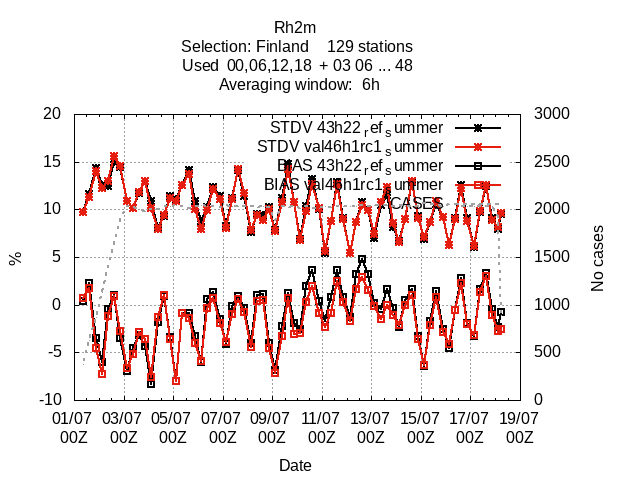 Rh2m
Selection: Finland 129 stations
Used 00,06,12,18 + 03 06 ... 48
Averaging window: 6h
20 3000
STDV 43h22_ref_summer
STDV val46h1rc1_summer
15 2500
BIAS 43h22_ref_summer
BIAS val46h1rc1_summer
CASES
10 2000
5 1500
%
No cases
0 1000
-5 500
-10 0
01/07 03/07 05/07 07/07 09/07 11/07 13/07 15/07 17/07 19/07
00Z 00Z 00Z 00Z 00Z 00Z 00Z 00Z 00Z 00Z
Date